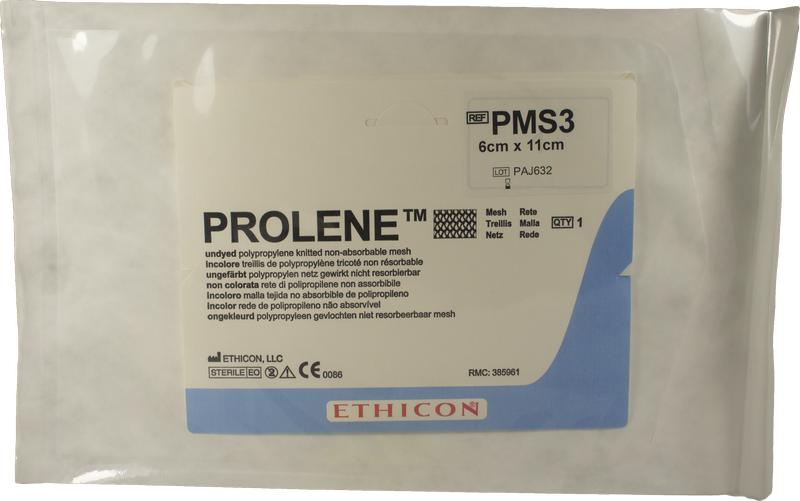 REF PMS3
6cm x 11cm
LOT PAJ632
PROLENE™
Mesh Rete
Treillis Malla
Netz Rede
QTY 1
undyed polypropylene knitted non-absorbable mesh
incolore treillis de polypropylène tricoté non résorbable
ungefärbt polypropylen netz gewirkt nicht resorbierbar
non colorata rete di polipropilene non assorbibile
incoloro malla tejida no absorbible de polipropileno
incolor rede de polipropileno não absorvível
ongekleurd polypropyleen gevlochten niet resorbeerbaar mesh
ETHICON, LLC
STERILE EO 2 CE 0086
RMC: 385961
ETHICON®